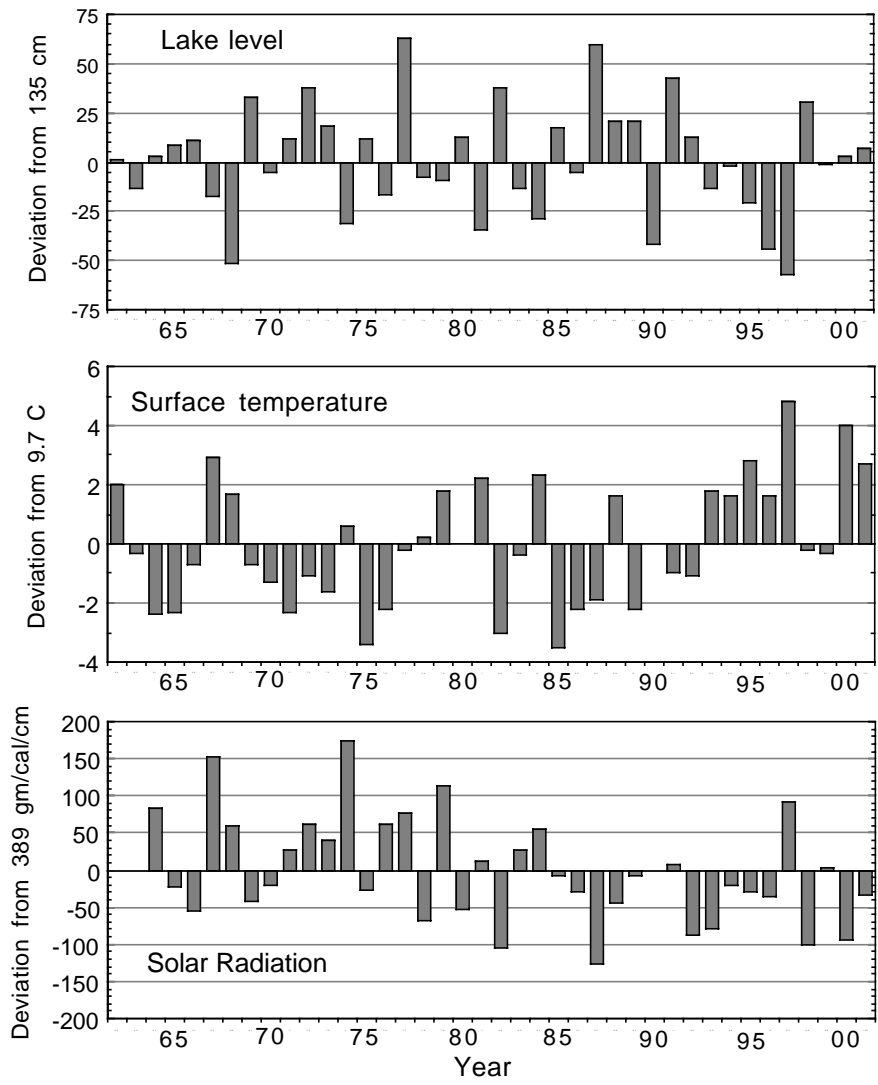 Lake level
Deviation from 135 cm
75
50
25
0
-25
-50
-75
65 70 75 80 85 90 95 00
Surface temperature
Deviation from 9.7 C
6
4
2
0
-2
-4
65 70 75 80 85 90 95 00
Solar Radiation
Deviation from 389 gm/cal/cm
200
150
100
50
0
-50
-100
-150
-200
65 70 75 80 85 90 95 00
Year